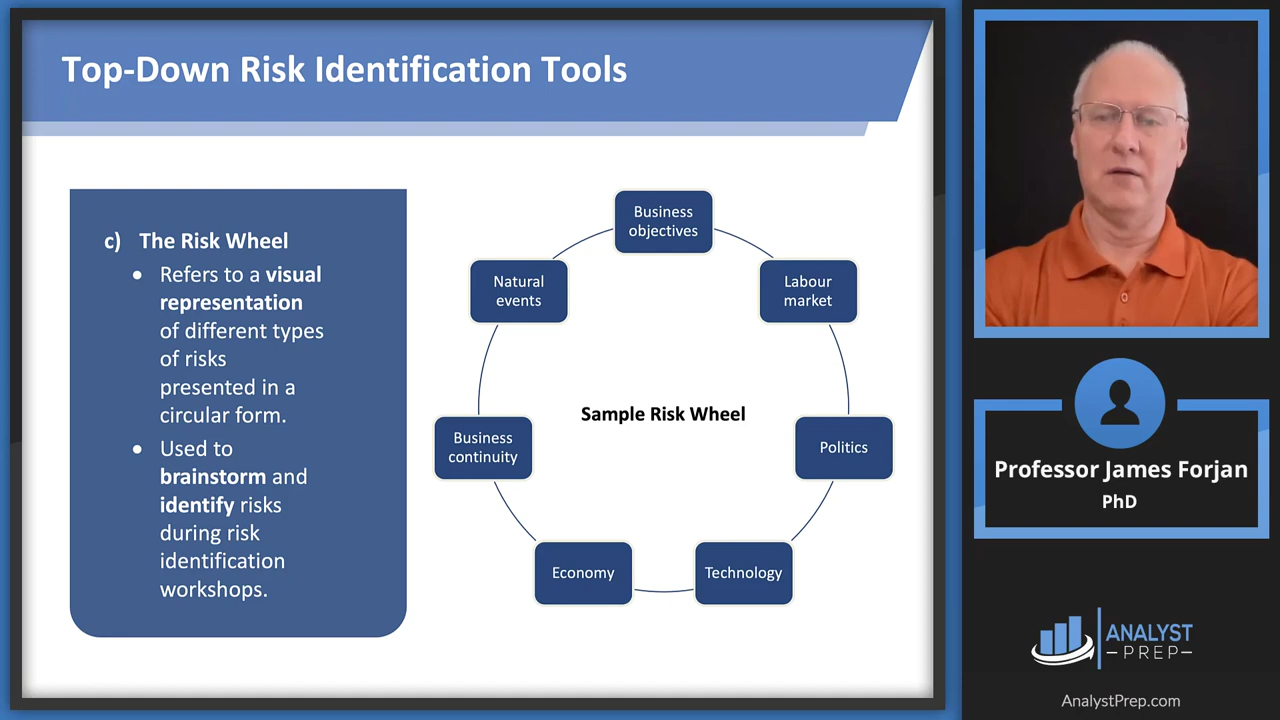 Top-Down Risk Identification Tools
c) The Risk Wheel
• Refers to a visual
representation
of different types
of risks
presented in a
circular form.
• Used to
brainstorm and
identify risks
during risk
identification
workshops.
Business
objectives
Labour
market
Politics
Technology
Economy
Business
continuity
Natural
events
Sample Risk Wheel
Professor James Forjan
PhD
ANALYST
PREP
AnalystPrep.com